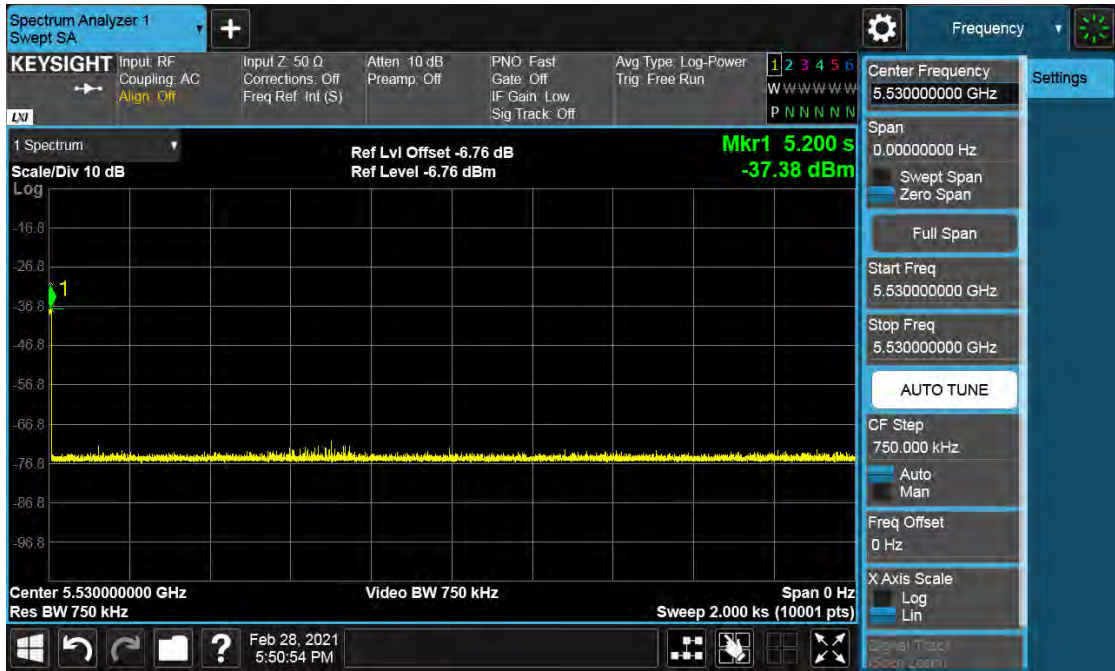 Spectrum Analyzer 1
Swept SA
+
Frequency
KEYSIGHT
LXI
Input: RF
Coupling: AC
Align: Off
Input Z: 50 Ω
Corrections: Off
Freq Ref: Int (S)
Atten: 10 dB
Preamp: Off
PNO: Fast
Gate: Off
IF Gain: Low
Sig Track: Off
Avg Type: Log-Power
Trig: Free Run
1 2 3 4 5 6
W W W W W W
P N N N N N
1 Spectrum
Scale/Div 10 dB
Log
Ref Lvl Offset -6.76 dB
Ref Level -6.76 dBm
Mkr1 5.200 s
-37.38 dBm
-16.8
-26.8
1
-36.8
-46.8
-56.8
-66.8
-76.8
-86.8
-96.8
Center 5.530000000 GHz
Res BW 750 kHz
Video BW 750 kHz
Span 0 Hz
Sweep 2.000 ks (10001 pts)
Center Frequency
5.530000000 GHz
Settings
Span
0.00000000 Hz
Swept Span
Zero Span
Full Span
Start Freq
5.530000000 GHz
Stop Freq
5.530000000 GHz
AUTO TUNE
CF Step
750.000 kHz
Auto
Man
Freq Offset
0 Hz
X Axis Scale
Log
Lin
Signal Track
(Span Zoom)
?
Feb 28, 2021
5:50:54 PM